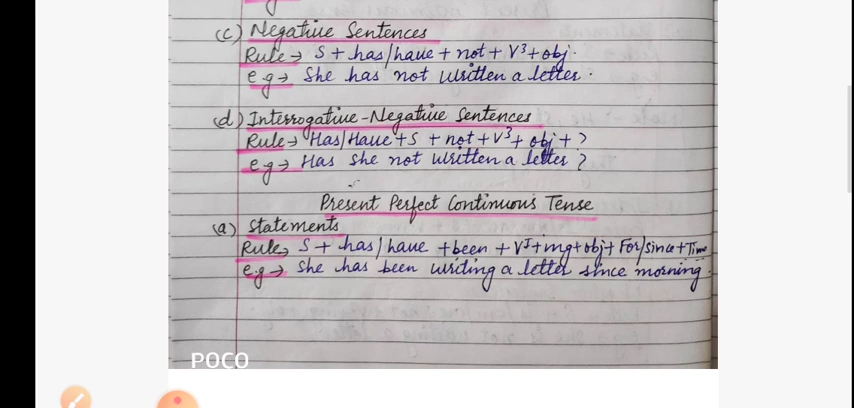 (c) Negative Sentences
Rule → S + has/have + not + V³ + obj.
e.g → She has not written a letter.
(d) Interrogative-Negative Sentences
Rule → Has/Have + S + not + V³ + obj + ?
e.g → Has she not written a letter ?
Present Perfect Continuous Tense
(a) Statements
Rule → S + has/have + been + V¹ + ing + obj + For/since + Time
e.g → She has been writing a letter since morning.
POCO